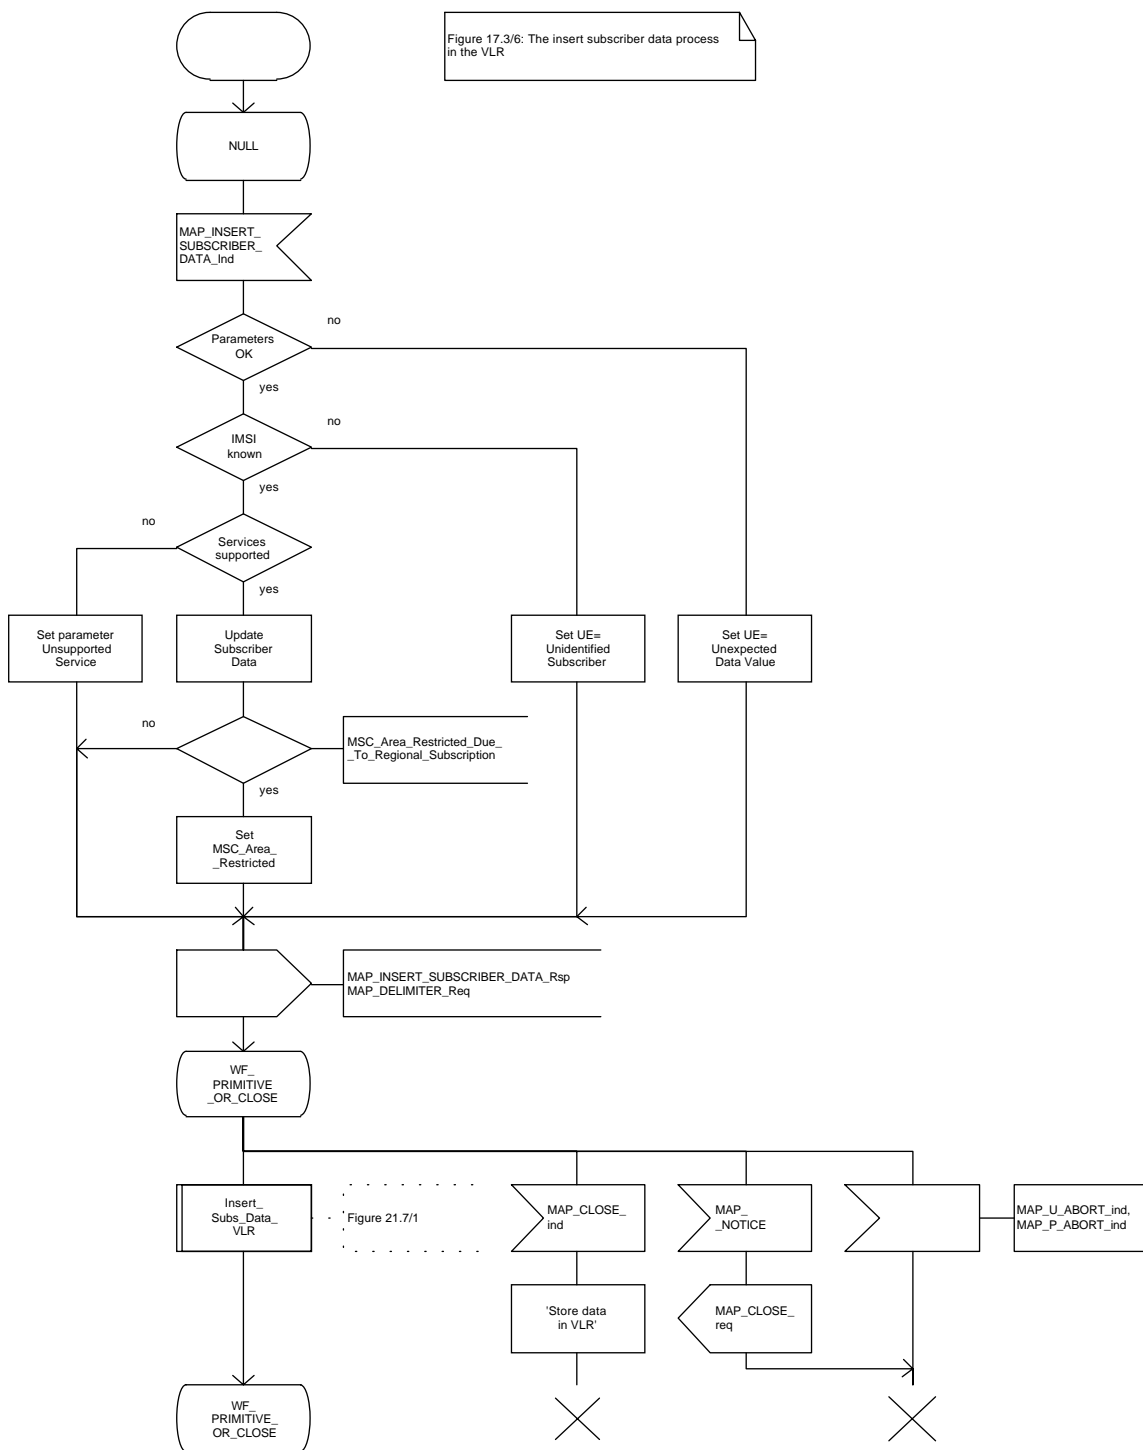 Figure 17.3/6: The insert subscriber data process
in the VLR
NULL
MAP_INSERT_
SUBSCRIBER_
DATA_Ind
no
Parameters
OK
yes
no
IMSI
known
yes
no
Services
supported
yes
Set parameter
Unsupported
Service
Update
Subscriber
Data
Set UE=
Unidentified
Subscriber
Set UE=
Unexpected
Data Value
no
MSC_Area_Restricted_Due_
_To_Regional_Subscription
yes
Set
MSC_Area_
_Restricted
MAP_INSERT_SUBSCRIBER_DATA_Rsp
MAP_DELIMITER_Req
WF_
PRIMITIVE
_OR_CLOSE
Insert_
Subs_Data_
VLR
Figure 21.7/1
MAP_CLOSE_
ind
MAP_
_NOTICE
MAP_U_ABORT_ind,
MAP_P_ABORT_ind
'Store data
in VLR'
MAP_CLOSE_
req
WF_
PRIMITIVE_
OR_CLOSE